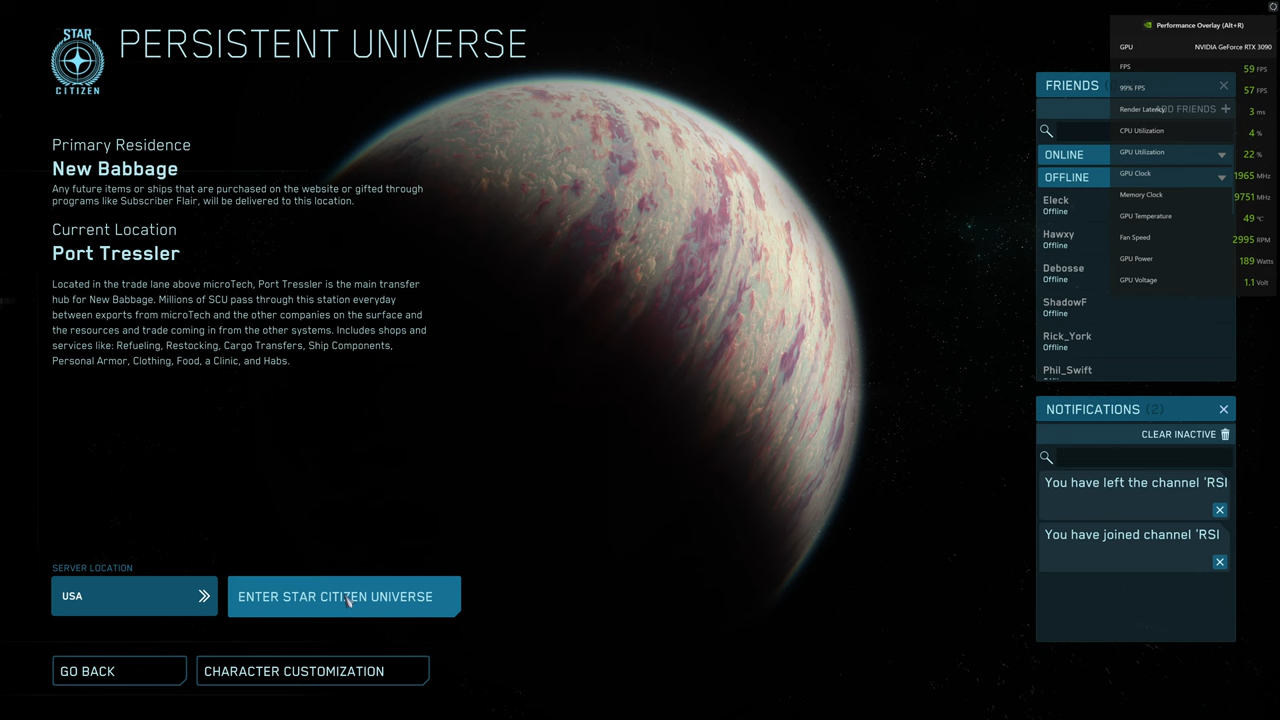 STAR
CITIZEN
PERSISTENT UNIVERSE
Primary Residence
New Babbage
Any future items or ships that are purchased on the website or gifted through
programs like Subscriber Flair, will be delivered to this location.
Current Location
Port Tressler
Located in the trade lane above microTech, Port Tressler is the main transfer
hub for New Babbage. Millions of SCU pass through this station everyday
between exports from microTech and the other companies on the surface and
the resources and trade coming in from the other systems. Includes shops and
services like: Refueling, Restocking, Cargo Transfers, Ship Components,
Personal Armor, Clothing, Food, a Clinic, and Habs.
SERVER LOCATION
USA
ENTER STAR CITIZEN UNIVERSE
GO BACK
CHARACTER CUSTOMIZATION
Performance Overlay (Alt+R)
GPU NVIDIA GeForce RTX 3090
FPS 59 FPS
99% FPS 57 FPS
Render Latency 3 ms
CPU Utilization 4 %
GPU Utilization 22 %
GPU Clock 1965 MHz
Memory Clock 9751 MHz
GPU Temperature 49 °C
Fan Speed 2995 RPM
GPU Power 189 Watts
GPU Voltage 1.1 Volt
FRIENDS
ADD FRIENDS +
ONLINE
OFFLINE
Eleck
Offline
Hawxy
Offline
Debosse
Offline
ShadowF
Offline
Rick_York
Offline
Phil_Swift
NOTIFICATIONS (2)
CLEAR INACTIVE
You have left the channel 'RSI
You have joined channel 'RSI